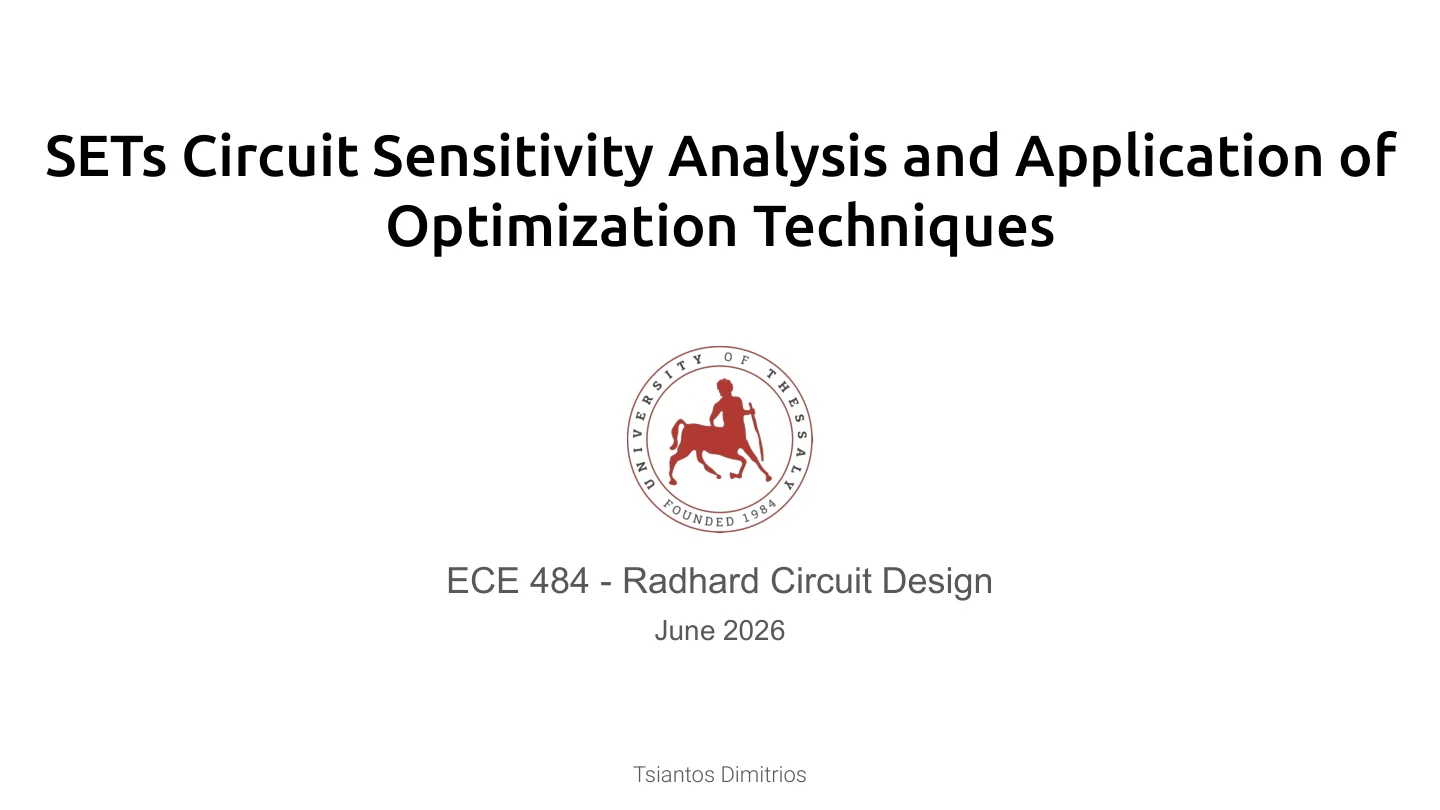 SETs Circuit Sensitivity Analysis and Application of
Optimization Techniques
UNIVERSITY OF THESSALY
FOUNDED 1984
ECE 484 - Radhard Circuit Design
June 2026
Tsiantos Dimitrios